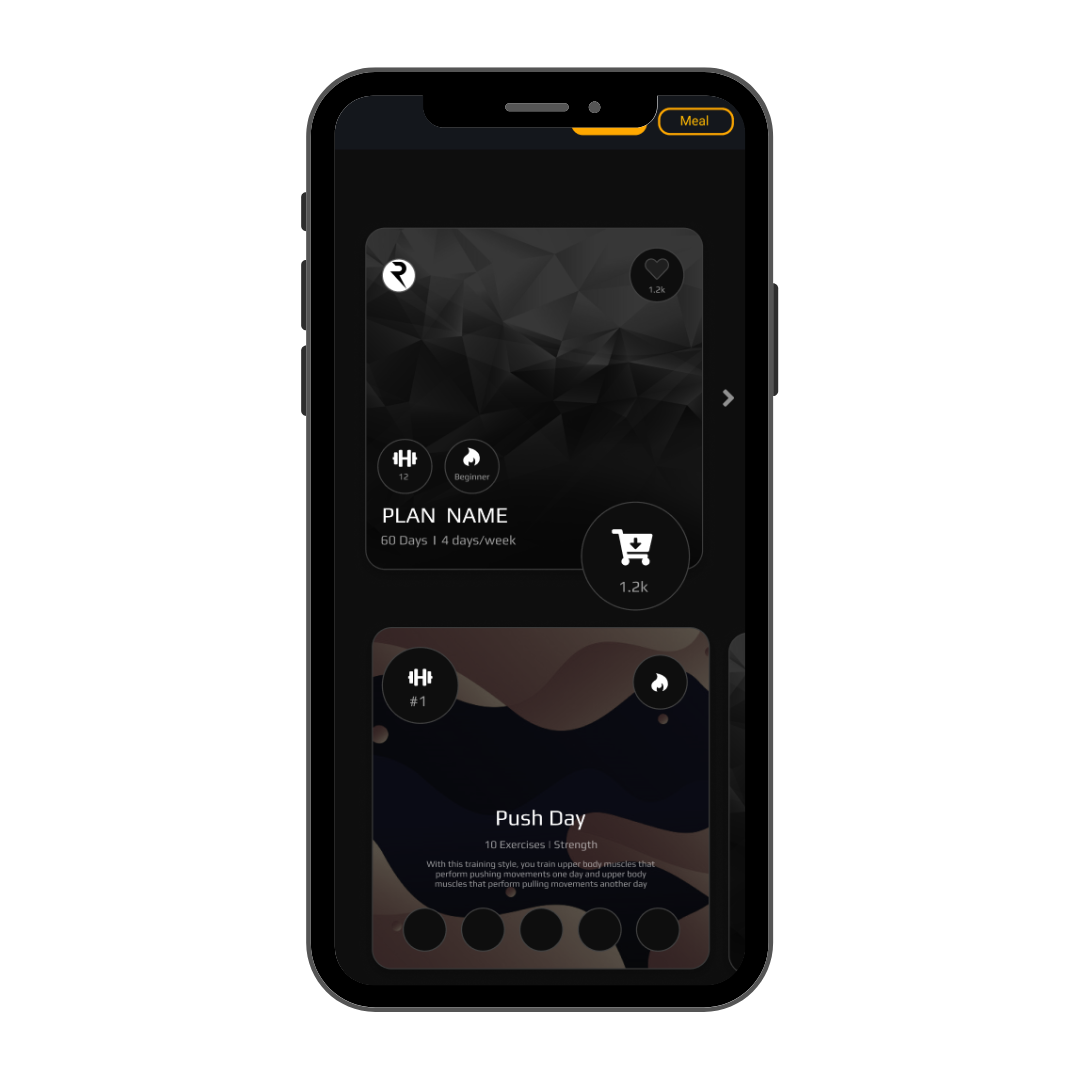 Meal
1.2k
12
Beginner
PLAN NAME
60 Days I 4 days/week
1.2k
#1
Push Day
10 Exercises | Strength
With this training style, you train upper body muscles that
perform pushing movements one day and upper body
muscles that perform pulling movements another day